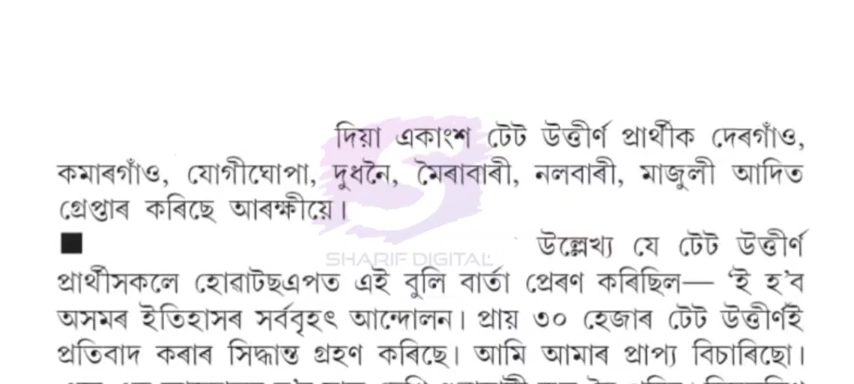 দিয়া একাংশ টেট উত্তীৰ্ণ প্ৰাৰ্থীক দেৰগাঁও,
কমাৰগাঁও, যোগীঘোপা, দুধনৈ, মৈৰাবাৰী, নলবাৰী, মাজুলী আদিত
গ্ৰেপ্তাৰ কৰিছে আৰক্ষীয়ে।
উল্লেখ্য যে টেট উত্তীৰ্ণ
SHARIF DIGITAL
প্ৰাৰ্থীসকলে হোৱাটছএপত এই বুলি বাৰ্তা প্ৰেৰণ কৰিছিল— ‘ই হ’ব
অসমৰ ইতিহাসৰ সৰ্ববৃহৎ আন্দোলন। প্ৰায় ৩০ হেজাৰ টেট উত্তীৰ্ণই
প্ৰতিবাদ কৰাৰ সিদ্ধান্ত গ্ৰহণ কৰিছে। আমি আমাৰ প্ৰাপ্য বিচাৰিছো।